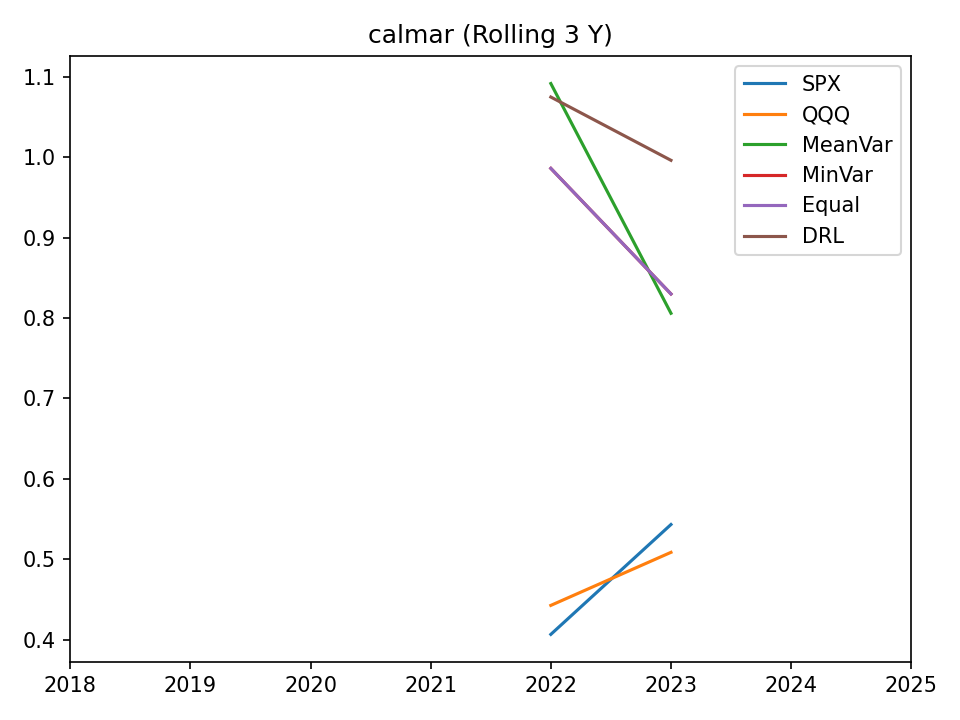 calmar (Rolling 3 Y)
1.1
1.0
0.9
0.8
0.7
0.6
0.5
0.4
SPX
QQQ
MeanVar
MinVar
Equal
DRL
2018 2019 2020 2021 2022 2023 2024 2025